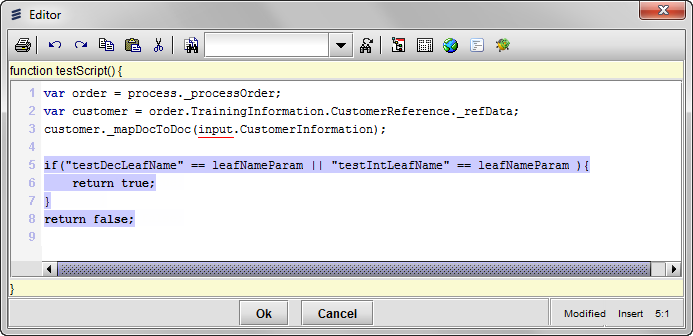 Editor
function testScript() {
1 var order = process._processOrder;
2 var customer = order.TrainingInformation.CustomerReference._refData;
3 customer._mapDocToDoc(input.CustomerInformation);
4
5 if("testDecLeafName" == leafNameParam || "testIntLeafName" == leafNameParam ){
6 return true;
7 }
8 return false;
9
}
Ok Cancel Modified Insert 5:1